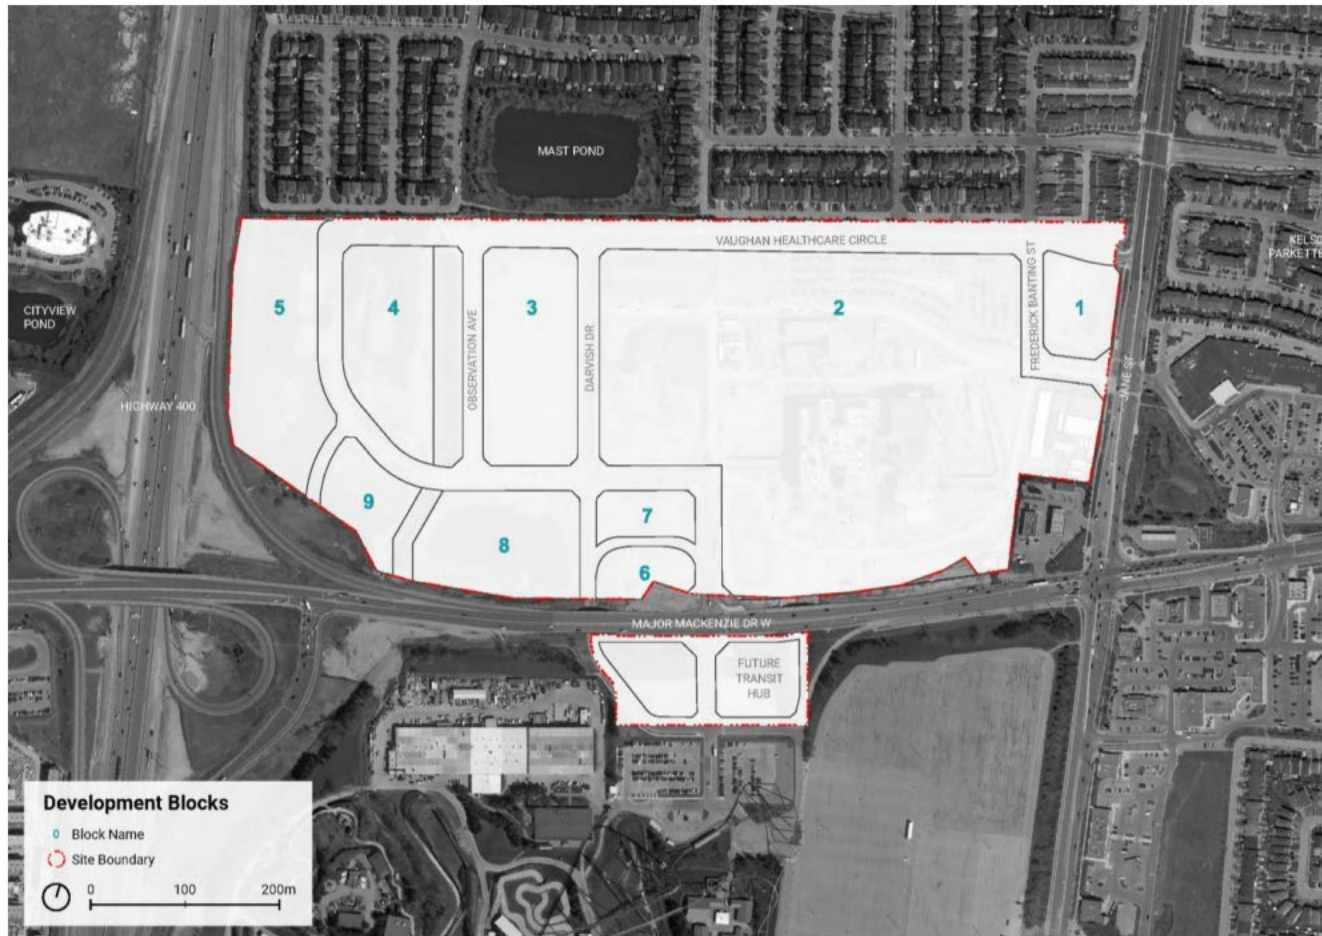 MAST POND
VAUGHAN HEALTHCARE CIRCLE
KELSO
PARKETTE
FREDERICK BANTING ST
5
4
3
2
1
CITYVIEW
POND
OBSERVATION AVE
DARVISH DR
JANE ST
HIGHWAY 400
9
7
8
6
MAJOR MACKENZIE DR W
FUTURE
TRANSIT
HUB
Development Blocks
0 Block Name
Site Boundary
0 100 200m